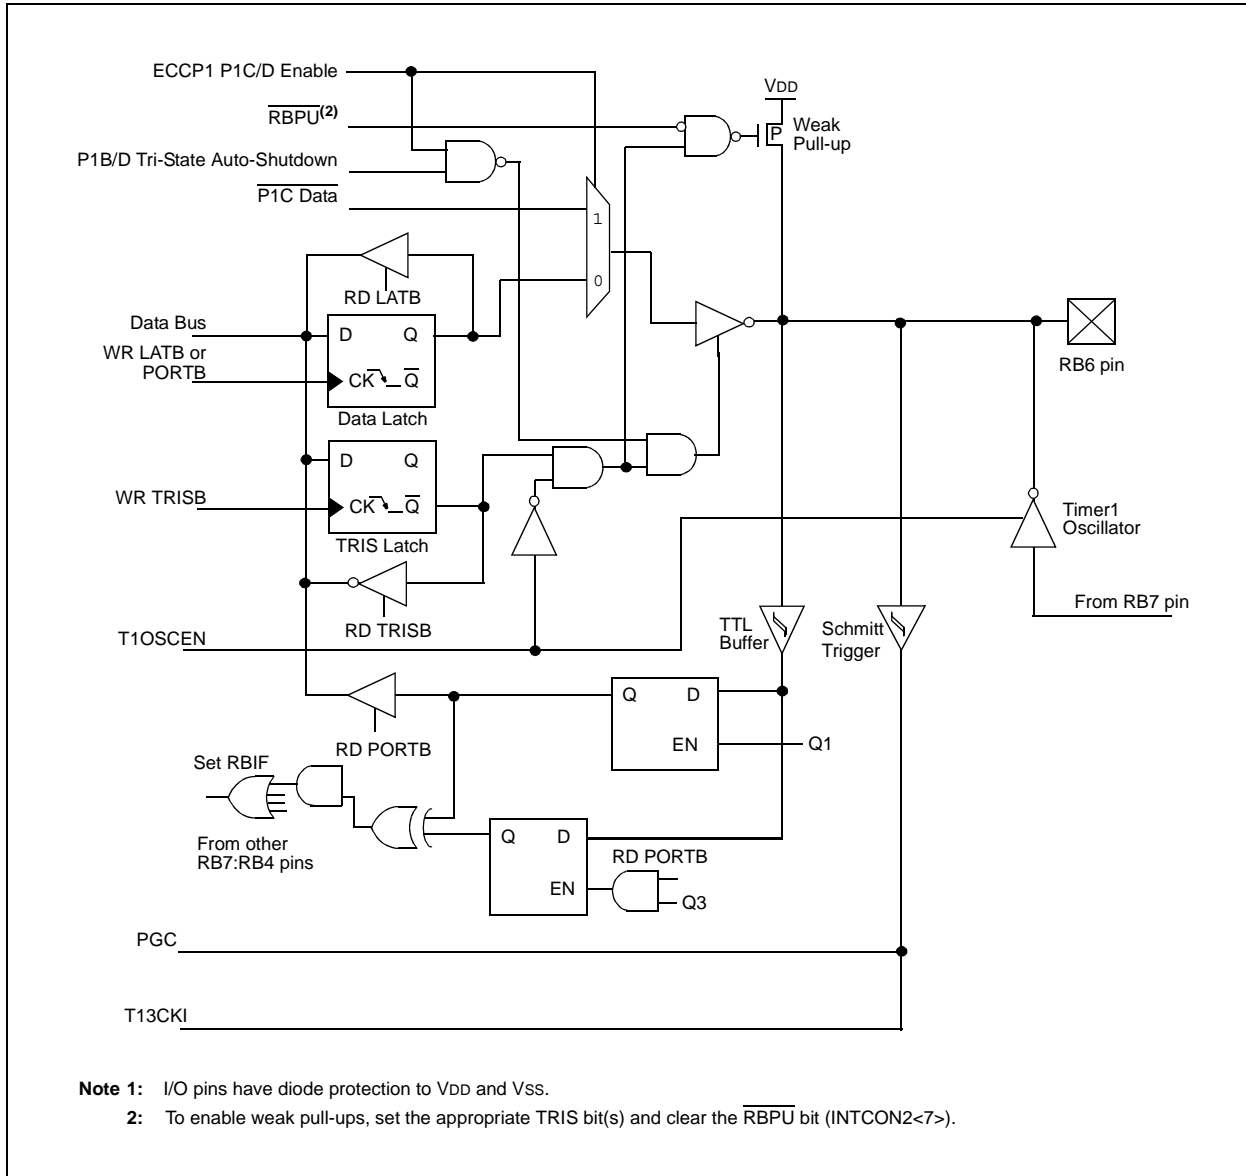 ECCP1 P1C/D Enable
RBPU(2)
VDD
P
Weak
Pull-up
P1B/D Tri-State Auto-Shutdown
P1C Data
1
0
RD LATB
Data Bus
D Q
WR LATB or
PORTB
CK Q
Data Latch
RB6 pin
D Q
WR TRISB
CK Q
TRIS Latch
Timer1
Oscillator
RD TRISB
From RB7 pin
T1OSCEN
TTL
Buffer
Schmitt
Trigger
Q D
EN
Q1
RD PORTB
Set RBIF
From other
RB7:RB4 pins
Q D
EN
RD PORTB
Q3
PGC
T13CKI
Note 1: I/O pins have diode protection to VDD and VSS.
2: To enable weak pull-ups, set the appropriate TRIS bit(s) and clear the RBPU bit (INTCON2<7>).